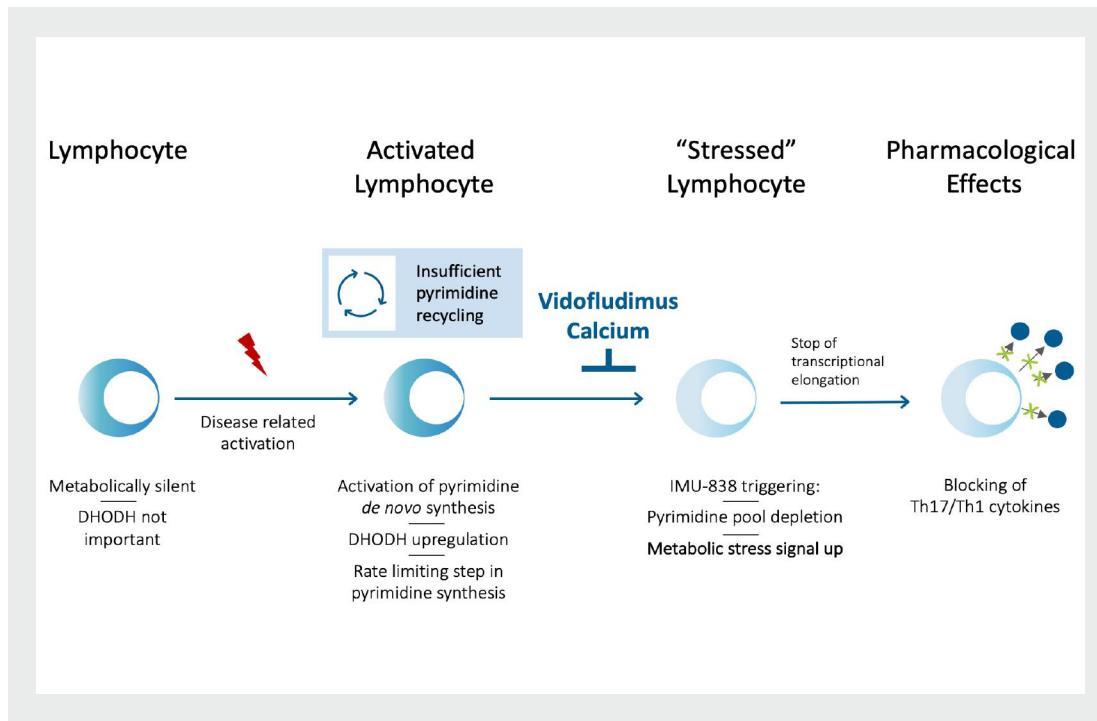 Lymphocyte
Activated
Lymphocyte
“Stressed”
Lymphocyte
Pharmacological
Effects
Insufficient
pyrimidine
recycling
Vidofludimus
Calcium
Disease related
activation
Stop of
transcriptional
elongation
Metabolically silent
DHODH not
important
Activation of pyrimidine
de novo synthesis
DHODH upregulation
Rate limiting step in
pyrimidine synthesis
IMU-838 triggering:
Pyrimidine pool depletion
Metabolic stress signal up
Blocking of
Th17/Th1 cytokines